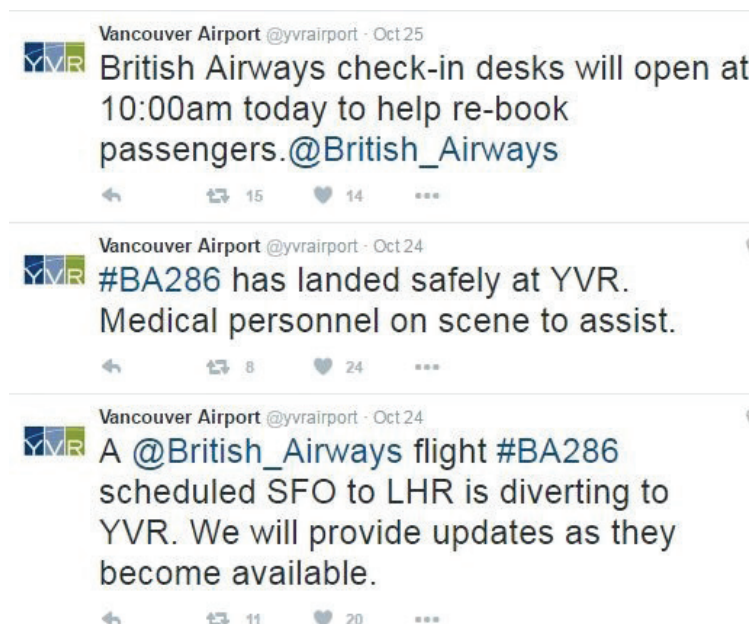 Vancouver Airport @yvrairport · Oct 25
YVR
British Airways check-in desks will open at
10:00am today to help re-book
passengers.@British_Airways
15 14
Vancouver Airport @yvrairport · Oct 24
YVR
#BA286 has landed safely at YVR.
Medical personnel on scene to assist.
8 24
Vancouver Airport @yvrairport · Oct 24
YVR
A @British_Airways flight #BA286
scheduled SFO to LHR is diverting to
YVR. We will provide updates as they
become available.
11 20